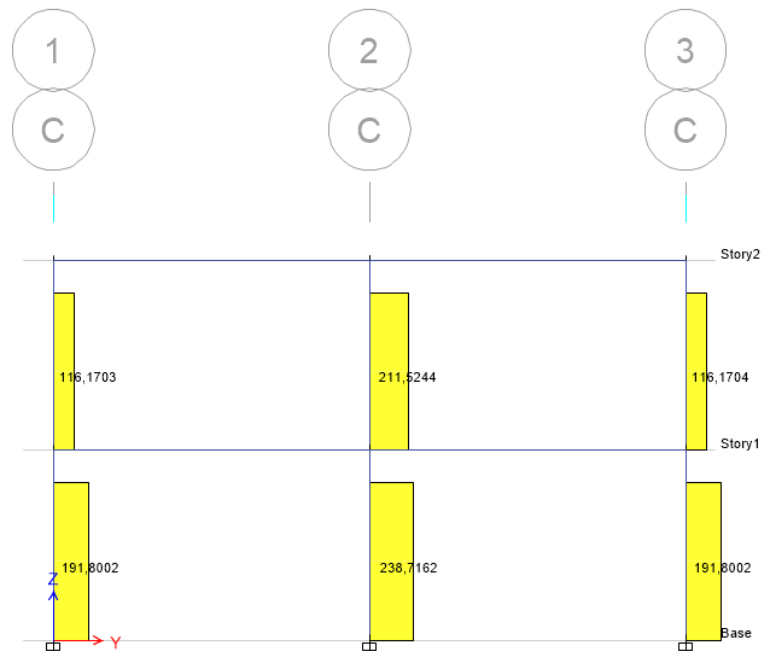 1 2 3
C C C
Story2
116,1703 211,5244 116,1704
Story1
191,8002 238,7162 191,8002
Z
Y
Base